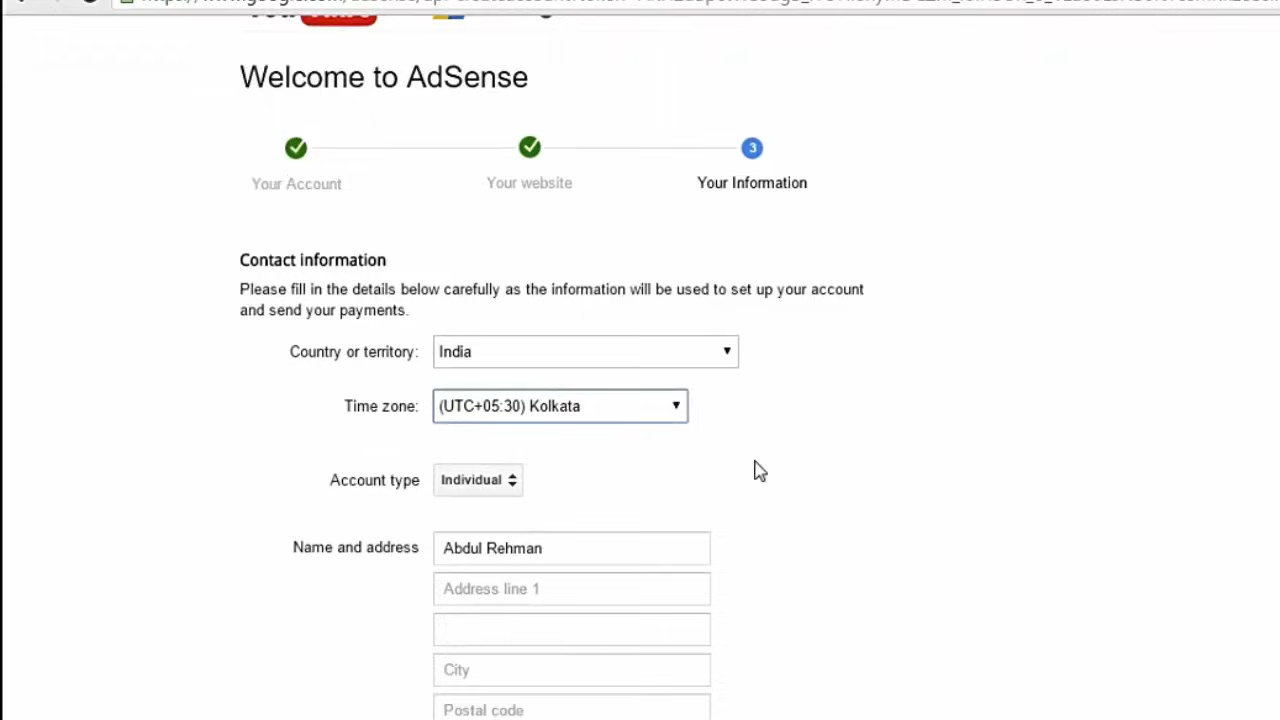 Welcome to AdSense
3
Your Account
Your website
Your Information
Contact information
Please fill in the details below carefully as the information will be used to set up your account
and send your payments.
Country or territory: India
Time zone: (UTC+05:30) Kolkata
Account type Individual
Name and address Abdul Rehman
Address line 1
City
Postal code